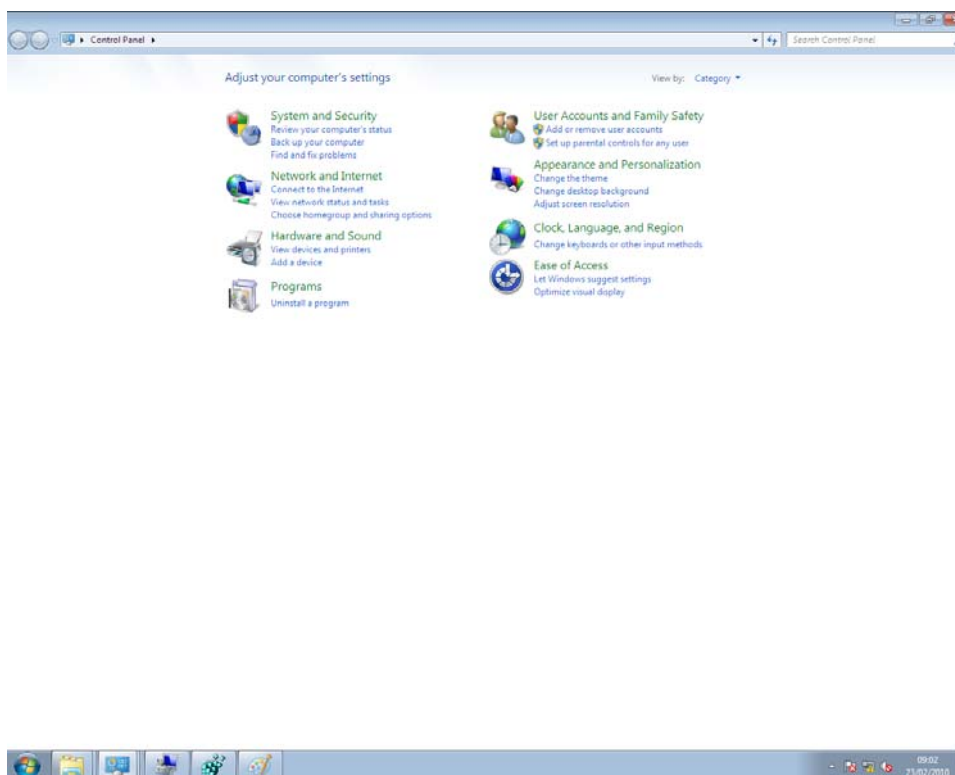 Control Panel
Search Control Panel
Adjust your computer's settings
View by: Category
System and Security
Review your computer's status
Back up your computer
Find and fix problems
Network and Internet
Connect to the Internet
View network status and tasks
Choose homegroup and sharing options
Hardware and Sound
View devices and printers
Add a device
Programs
Uninstall a program
User Accounts and Family Safety
Add or remove user accounts
Set up parental controls for any user
Appearance and Personalization
Change the theme
Change desktop background
Adjust screen resolution
Clock, Language, and Region
Change keyboards or other input methods
Ease of Access
Let Windows suggest settings
Optimize visual display
09:02
23/02/2010